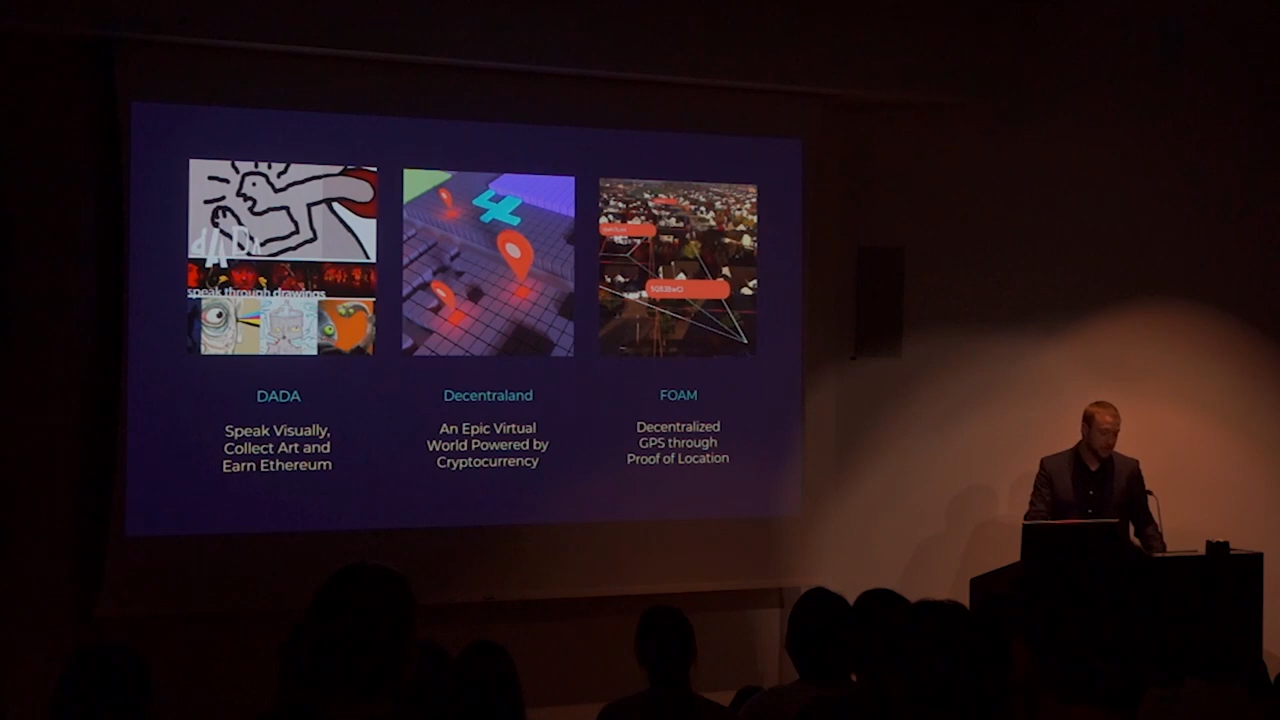 dADA
speak through drawings
DADA
Speak Visually,
Collect Art and
Earn Ethereum
Decentraland
An Epic Virtual
World Powered by
Cryptocurrency
FOAM
Decentralized
GPS through
Proof of Location